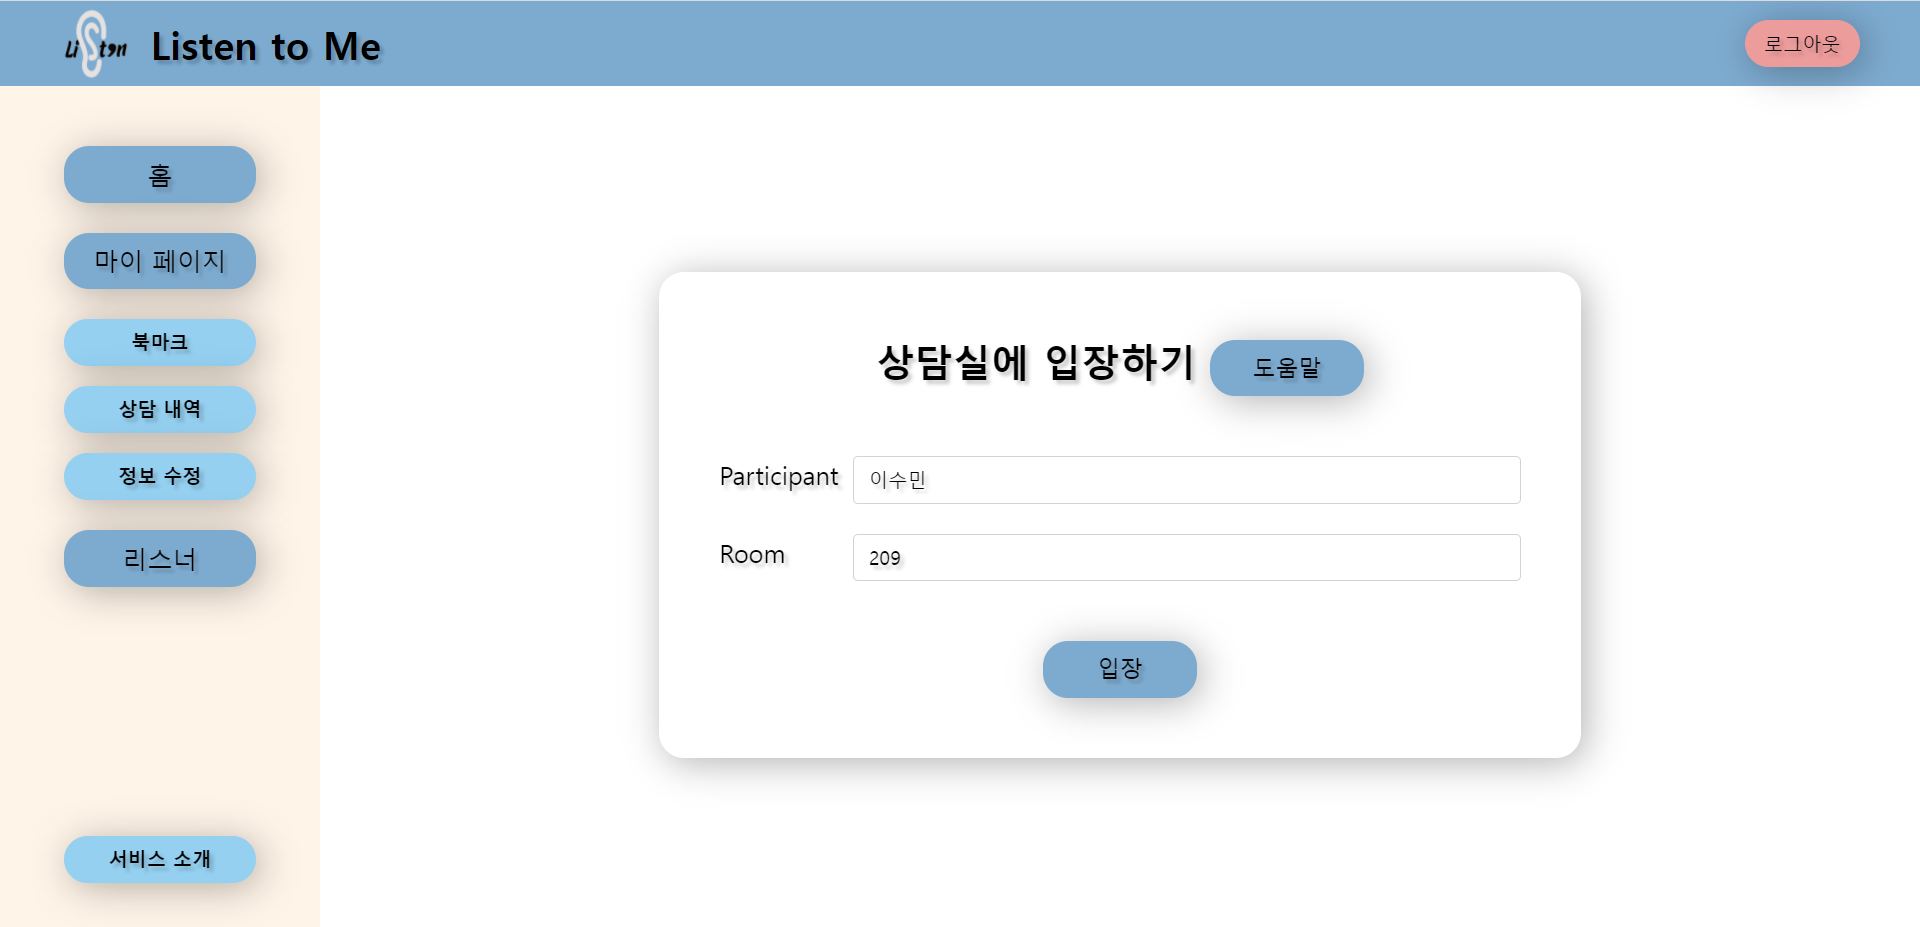 Liston
Listen to Me
로그아웃
홈
마이 페이지
북마크
상담 내역
정보 수정
리스너
서비스 소개
상담실에 입장하기
도움말
Participant
이수민
Room
209
입장